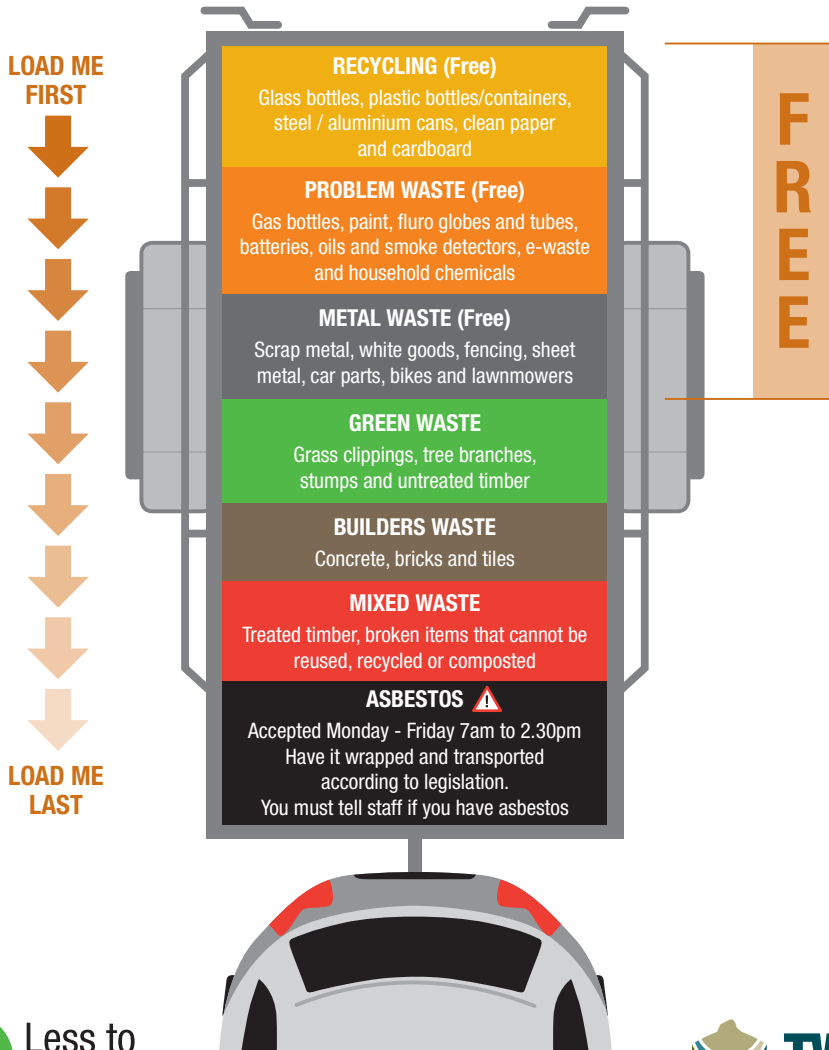 LOAD ME
FIRST
RECYCLING (Free)
Glass bottles, plastic bottles/containers,
steel / aluminium cans, clean paper
and cardboard
PROBLEM WASTE (Free)
Gas bottles, paint, fluro globes and tubes,
batteries, oils and smoke detectors, e-waste
and household chemicals
METAL WASTE (Free)
Scrap metal, white goods, fencing, sheet
metal, car parts, bikes and lawnmowers
FREE
GREEN WASTE
Grass clippings, tree branches,
stumps and untreated timber
BUILDERS WASTE
Concrete, bricks and tiles
MIXED WASTE
Treated timber, broken items that cannot be
reused, recycled or composted
ASBESTOS
Accepted Monday - Friday 7am to 2.30pm
Have it wrapped and transported
according to legislation.
You must tell staff if you have asbestos
LOAD ME
LAST
Less to